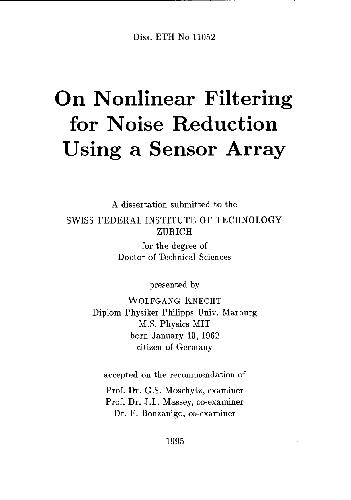 Diss. ETH No 11052
On Nonlinear Filtering
for Noise Reduction
Using a Sensor Array
A dissertation submitted to the
SWISS FEDERAL INSTITUTE OF TECHNOLOGY
ZURICH
for the degree of
Doctor of Technical Sciences
presented by
WOLFGANG KNECHT
Diplom Physiker Philipps Univ. Marburg
M.S. Physics MIT
born January 10, 1962
citizen of Germany
accepted on the recommendation of
Prof. Dr. G.S. Moschytz, examiner
Prof. Dr. J.L. Massey, co-examiner
Dr. F. Bonzanigo, co-examiner
1995